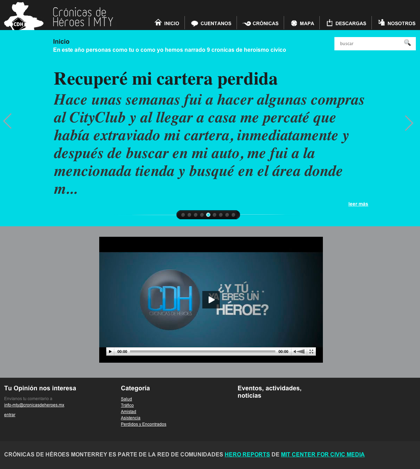 CDH
Crónicas de
Héroes | MTY
INICIO
CUENTANOS
CRÓNICAS
MAPA
DESCARGAS
NOSOTROS
Inicio
En este año personas como tu o como yo hemos narrado 9 cronicas de heroismo cívico
buscar
Recuperé mi cartera perdida
Hace unas semanas fui a hacer algunas compras
al CityClub y al llegar a casa me percaté que
había extraviado mi cartera, inmediatamente y
después de buscar en mi auto, me fui a la
mencionada tienda y busqué en el área donde
m...
leer más
CDH
¿Y TÚ...
ERES UN
HÉROE?
00:00
00:00
Tu Opinión nos interesa
Envíanos tu comentario a
info-mty@cronicasdeheroes.mx
entrar
Categoría
Salud
Tráfico
Amistad
Asistencia
Perdidos y Encontrados
Eventos, actividades,
noticias
CRÓNICAS DE HÉROES MONTERREY ES PARTE DE LA RED DE COMUNIDADES HERO REPORTS DE MIT CENTER FOR CIVIC MEDIA